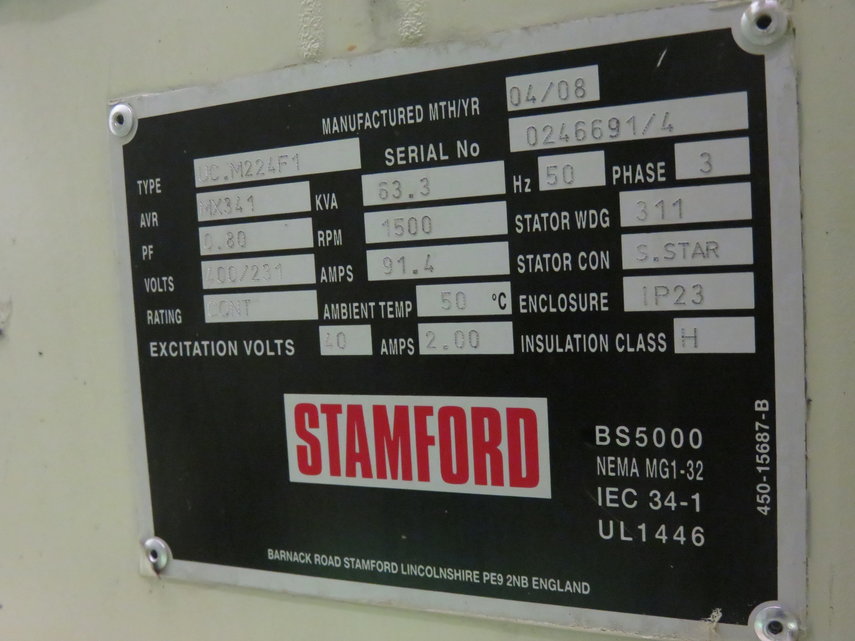 MANUFACTURED MTH/YR 04/08
SERIAL No 0246691/4
TYPE UC.M224F1
Hz 50 PHASE 3
AVR MX341 KVA 63.3
STATOR WDG 311
PF 0.80 RPM 1500
STATOR CON S.STAR
VOLTS 400/231 AMPS 91.4
ENCLOSURE IP23
RATING CONT AMBIENT TEMP 50 °C
INSULATION CLASS H
EXCITATION VOLTS 40 AMPS 2.00
STAMFORD
BS5000
NEMA MG1-32
IEC 34-1
UL1446
450-15687-B
BARNACK ROAD STAMFORD LINCOLNSHIRE PE9 2NB ENGLAND